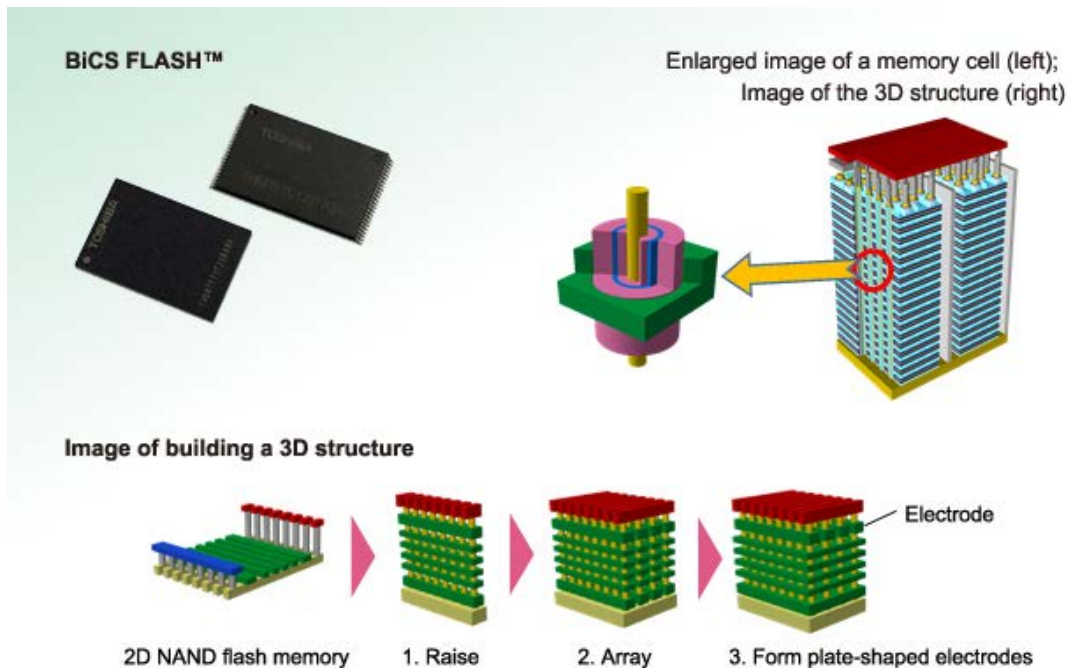 BiCS FLASH™
Enlarged image of a memory cell (left);
Image of the 3D structure (right)
TOSHIBA
TOSHIBA
Image of building a 3D structure
Electrode
2D NAND flash memory
1. Raise
2. Array
3. Form plate-shaped electrodes